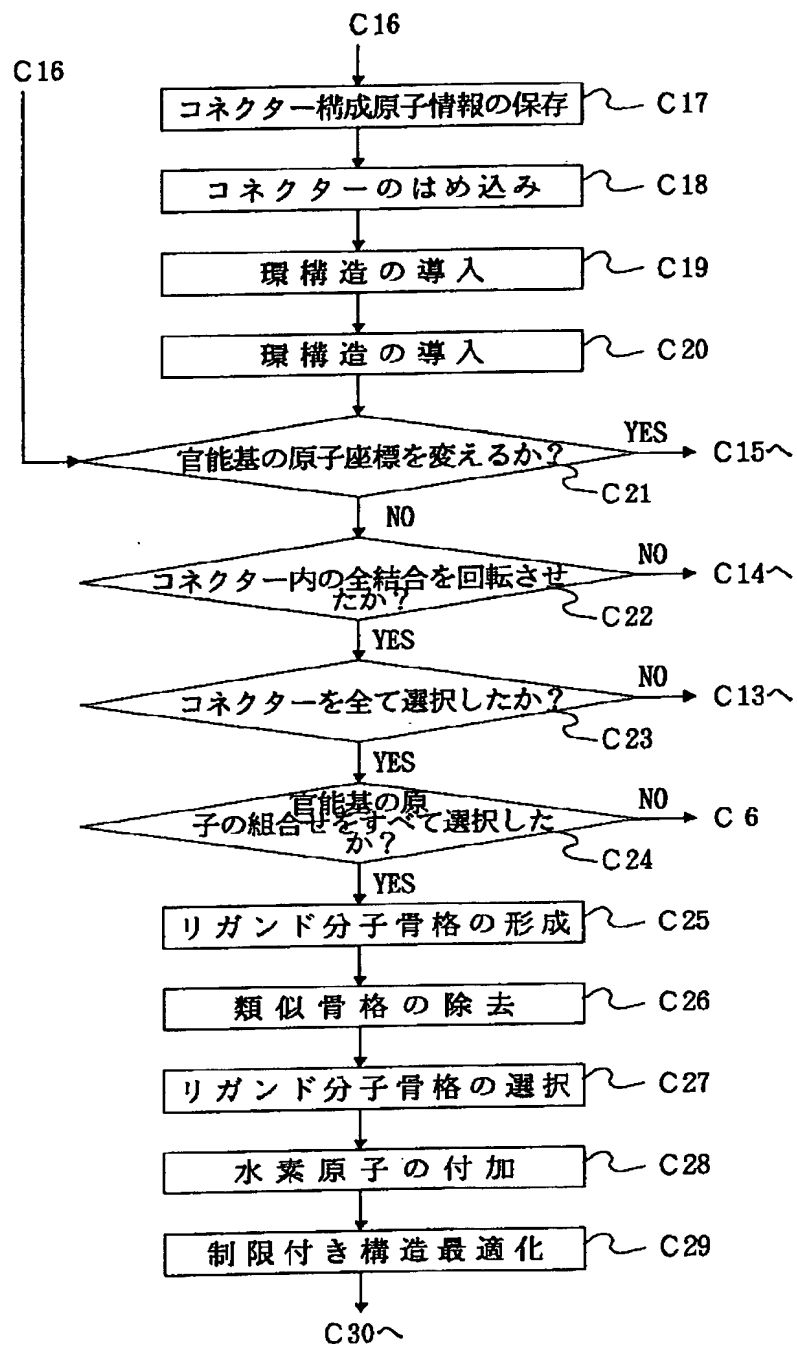 C16
C16
コネクター構成原子情報の保存
C17
コネクターのはめ込み
C18
環構造の導入
C19
環構造の導入
C20
官能基の原子座標を変えるか？
YES
C15へ
C21
NO
コネクター内の全結合を回転させ
たか？
NO
C14へ
C22
YES
コネクターを全て選択したか？
NO
C13へ
C23
YES
官能基の原
子の組合せをすべて選択した
か？
NO
C6
C24
YES
リガンド分子骨格の形成
C25
類似骨格の除去
C26
リガンド分子骨格の選択
C27
水素原子の付加
C28
制限付き構造最適化
C29
C30へ